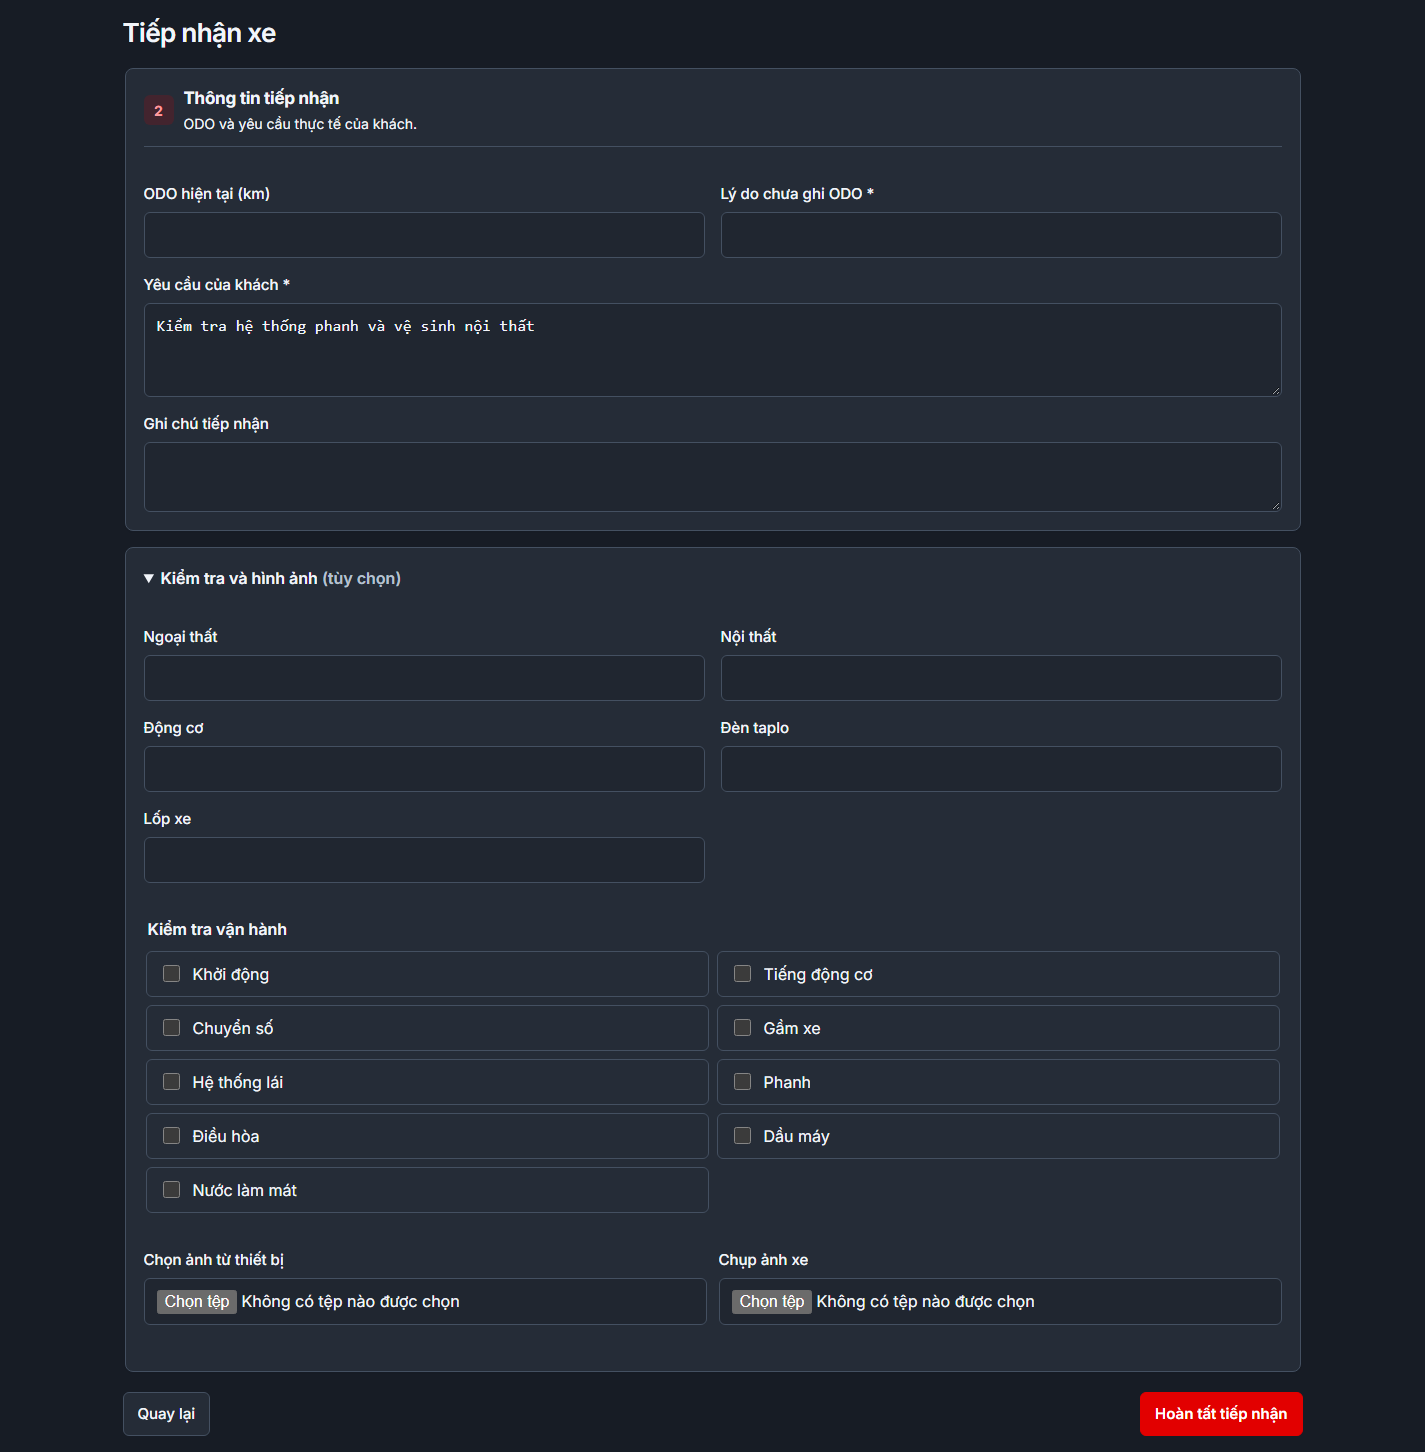 Tiếp nhận xe
2
Thông tin tiếp nhận
ODO và yêu cầu thực tế của khách.
ODO hiện tại (km)
Lý do chưa ghi ODO *
Yêu cầu của khách *
Kiểm tra hệ thống phanh và vệ sinh nội thất
Ghi chú tiếp nhận
Kiểm tra và hình ảnh (tùy chọn)
Ngoại thất
Nội thất
Động cơ
Đèn taplo
Lốp xe
Kiểm tra vận hành
Khởi động
Tiếng động cơ
Chuyển số
Gầm xe
Hệ thống lái
Phanh
Điều hòa
Dầu máy
Nước làm mát
Chọn ảnh từ thiết bị
Chụp ảnh xe
Chọn tệp Không có tệp nào được chọn
Chọn tệp Không có tệp nào được chọn
Quay lại
Hoàn tất tiếp nhận